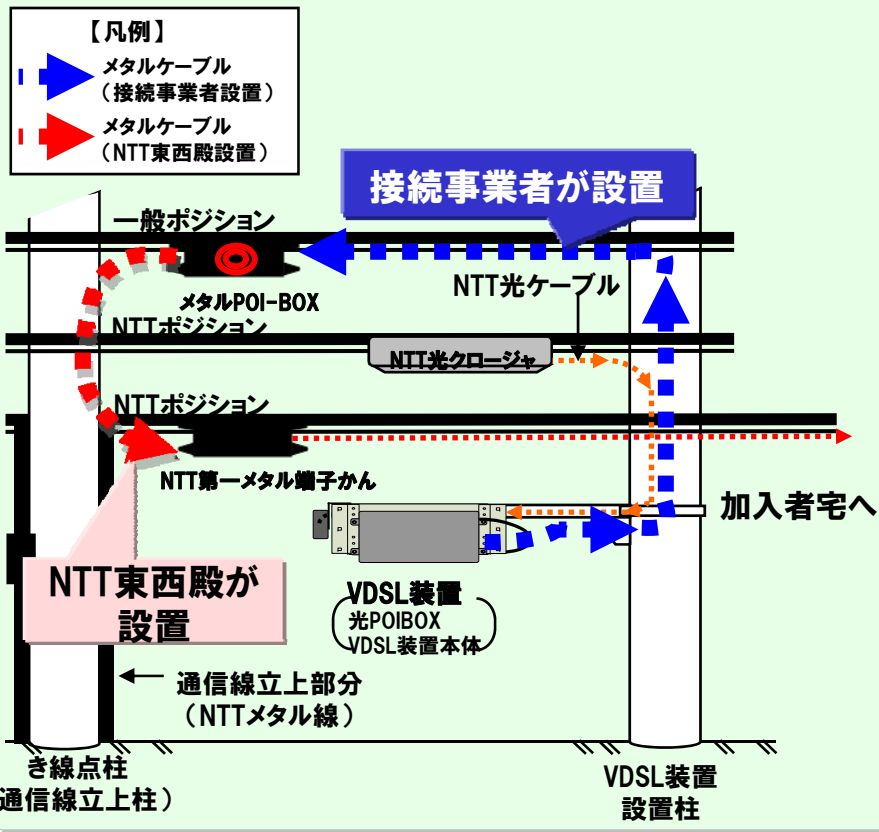 【凡例】
メタルケーブル
（接続事業者設置）
メタルケーブル
（NTT東西殿設置）
接続事業者が設置
一般ポジション
メタルPOI-BOX
NTT光ケーブル
NTTポジション
NTT光クロージャ
NTTポジション
NTT第一メタル端子かん
加入者宅へ
NTT東西殿が
設置
VDSL装置
光POIBOX
VDSL装置本体
通信線立上部分
（NTTメタル線）
き線点柱
通信線立上柱）
VDSL装置
設置柱